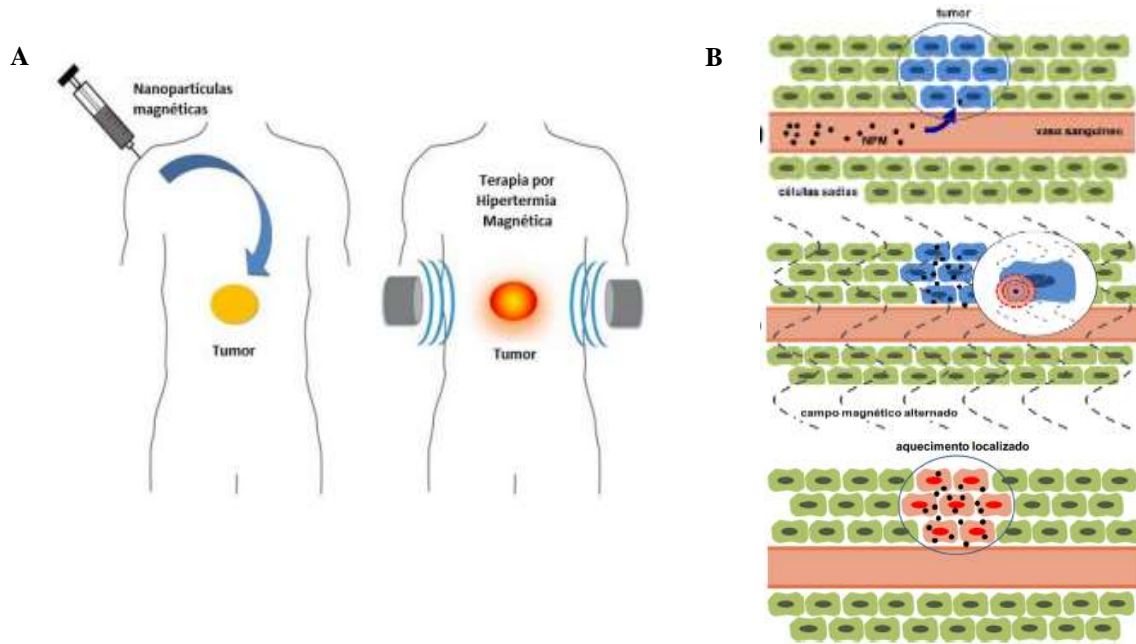 A
Nanopartículas
magnéticas
Tumor
Terapia por
Hipertermia
Magnética
Tumor
B
tumor
NPM
vaso sanguíneo
células sadias
campo magnético alternado
aquecimento localizado